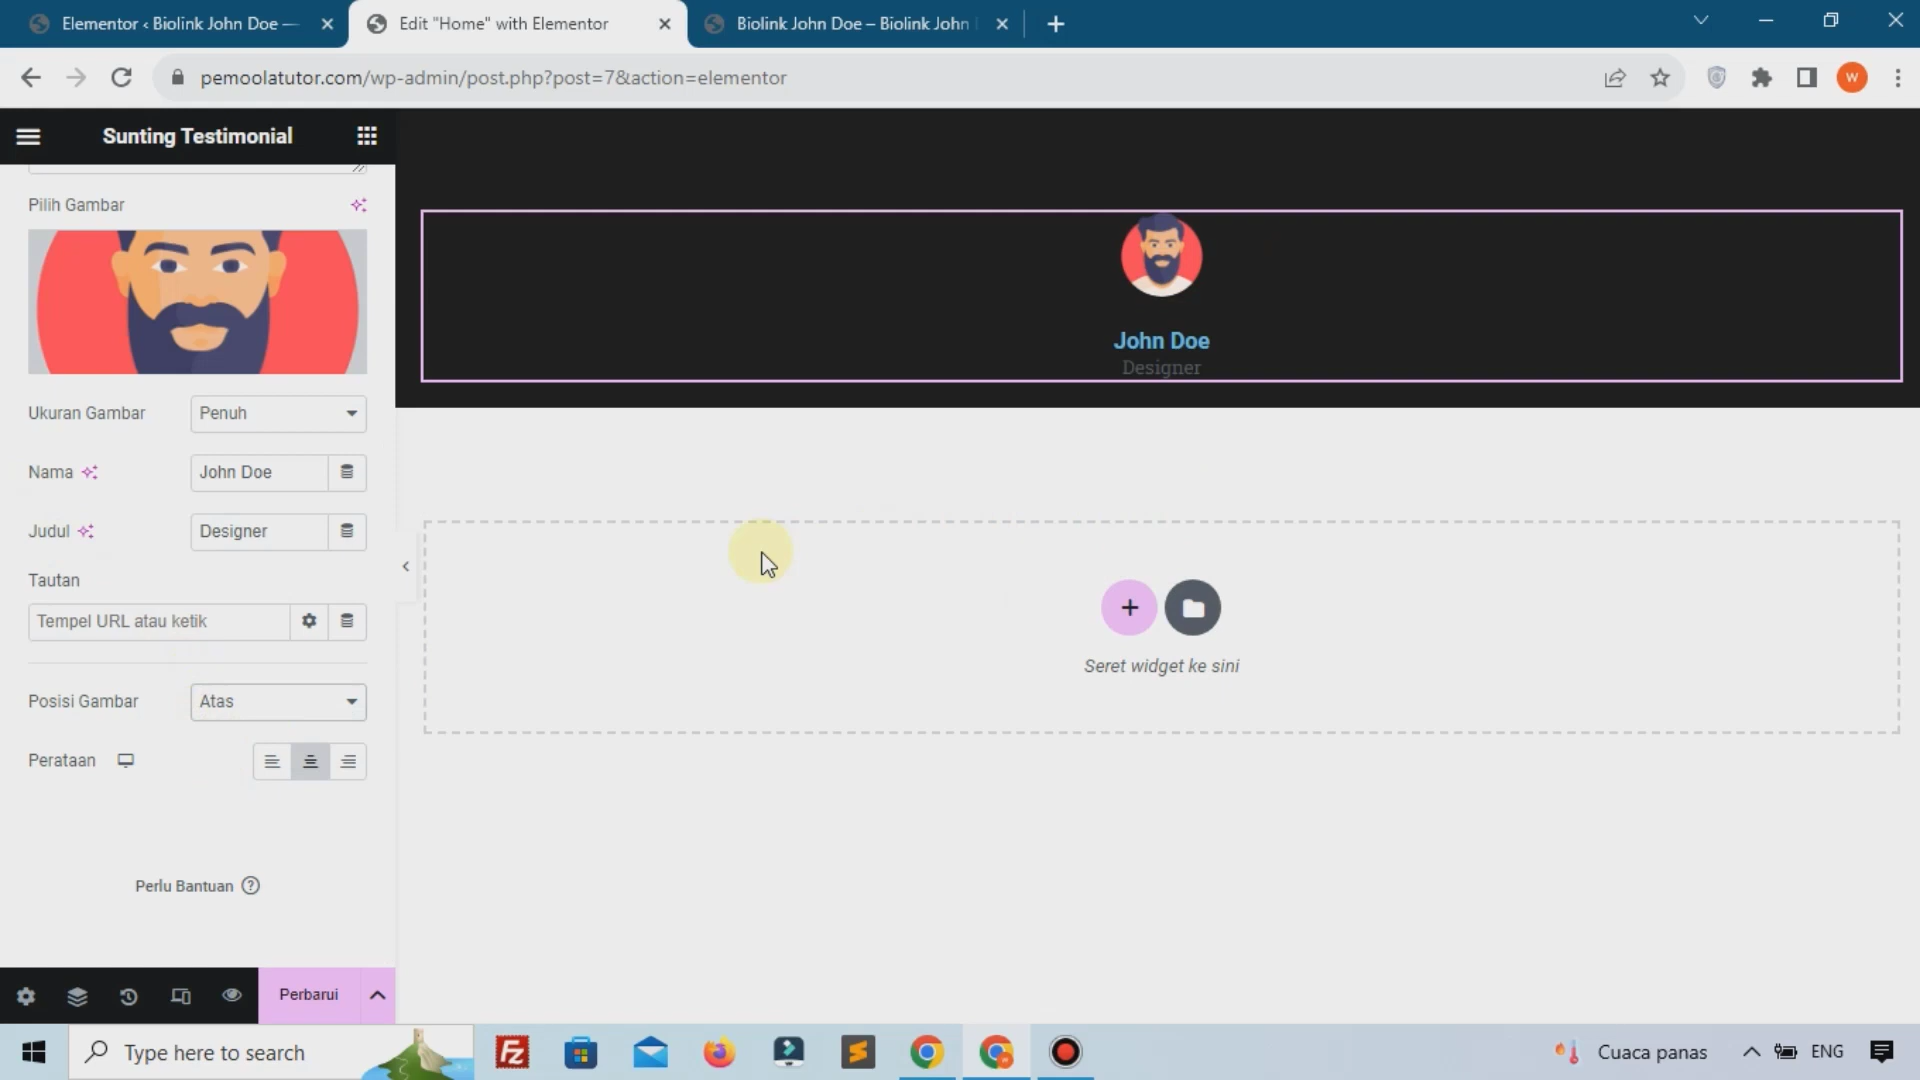 Elementor ‹ Biolink John Doe —
Edit "Home" with Elementor
Biolink John Doe – Biolink John
pemoolatutor.com/wp-admin/post.php?post=7&action=elementor
W
Sunting Testimonial
Pilih Gambar
Ukuran Gambar
Penuh
Nama
John Doe
Judul
Designer
Tautan
Tempel URL atau ketik
Posisi Gambar
Atas
Perataan
Perlu Bantuan
Perbarui
John Doe
Designer
Seret widget ke sini
Type here to search
Fz
Cuaca panas
ENG